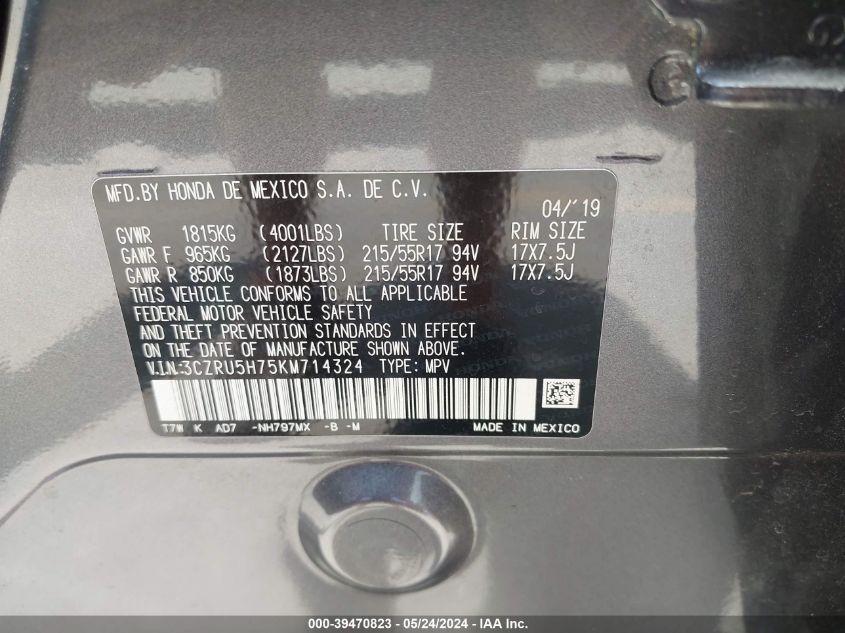 MFD.BY HONDA DE MEXICO S.A. DE C.V.
04/'19
GVWR 1815KG (4001LBS) TIRE SIZE RIM SIZE
GAWR F 965KG (2127LBS) 215/55R17 94V 17X7.5J
GAWR R 850KG (1873LBS) 215/55R17 94V 17X7.5J
THIS VEHICLE CONFORMS TO ALL APPLICABLE
FEDERAL MOTOR VEHICLE SAFETY
AND THEFT PREVENTION STANDARDS IN EFFECT
ON THE DATE OF MANUFACTURE SHOWN ABOVE.
V.I.N:3CZRU5H75KM714324 TYPE: MPV
T7W K AD7 -NH797MX -B -M MADE IN MEXICO
000-39470823 - 05/24/2024 - IAA Inc.